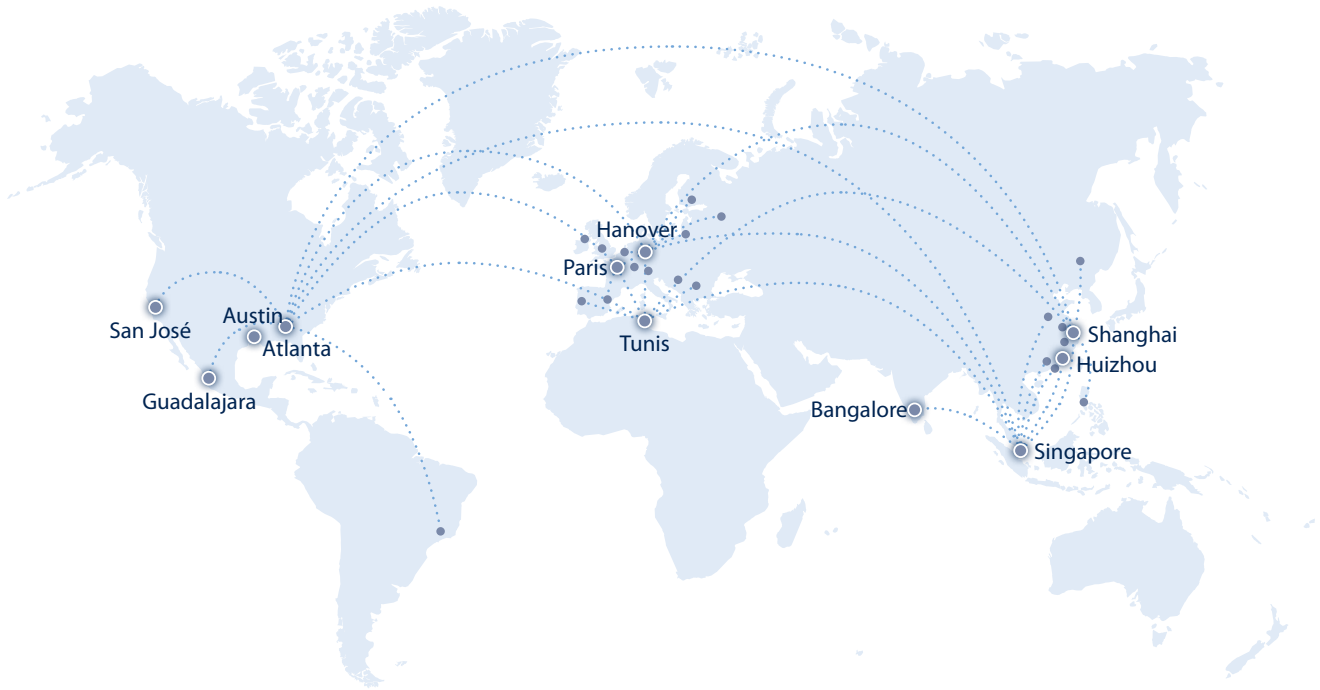 Hanover
Paris
San José
Austin
Atlanta
Tunis
Guadalajara
Shanghai
Huizhou
Bangalore
Singapore